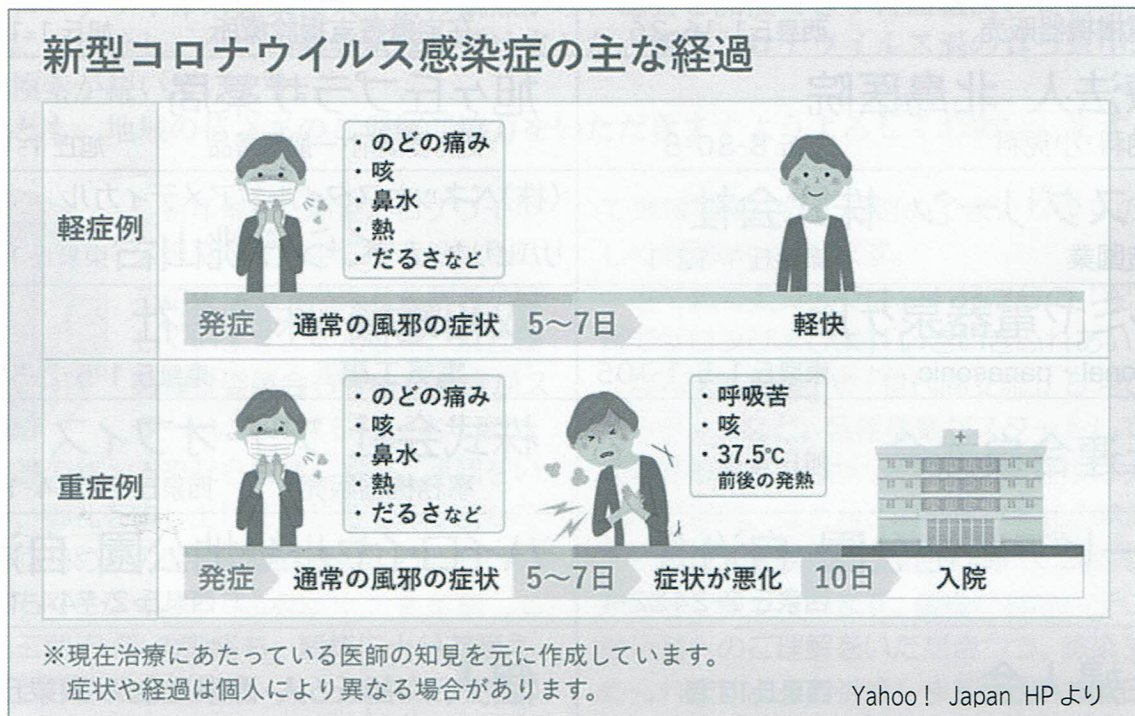 新型コロナウイルス感染症の主な経過
軽症例
・のどの痛み
・咳
・鼻水
・熱
・だるさなど
発症 通常の風邪の症状 5〜7日 軽快
重症例
・のどの痛み
・咳
・鼻水
・熱
・だるさなど
・呼吸苦
・咳
・37.5℃
前後の発熱
発症 通常の風邪の症状 5〜7日 症状が悪化 10日 入院
※現在治療にあたっている医師の知見を元に作成しています。
症状や経過は個人により異なる場合があります。
Yahoo! Japan HPより